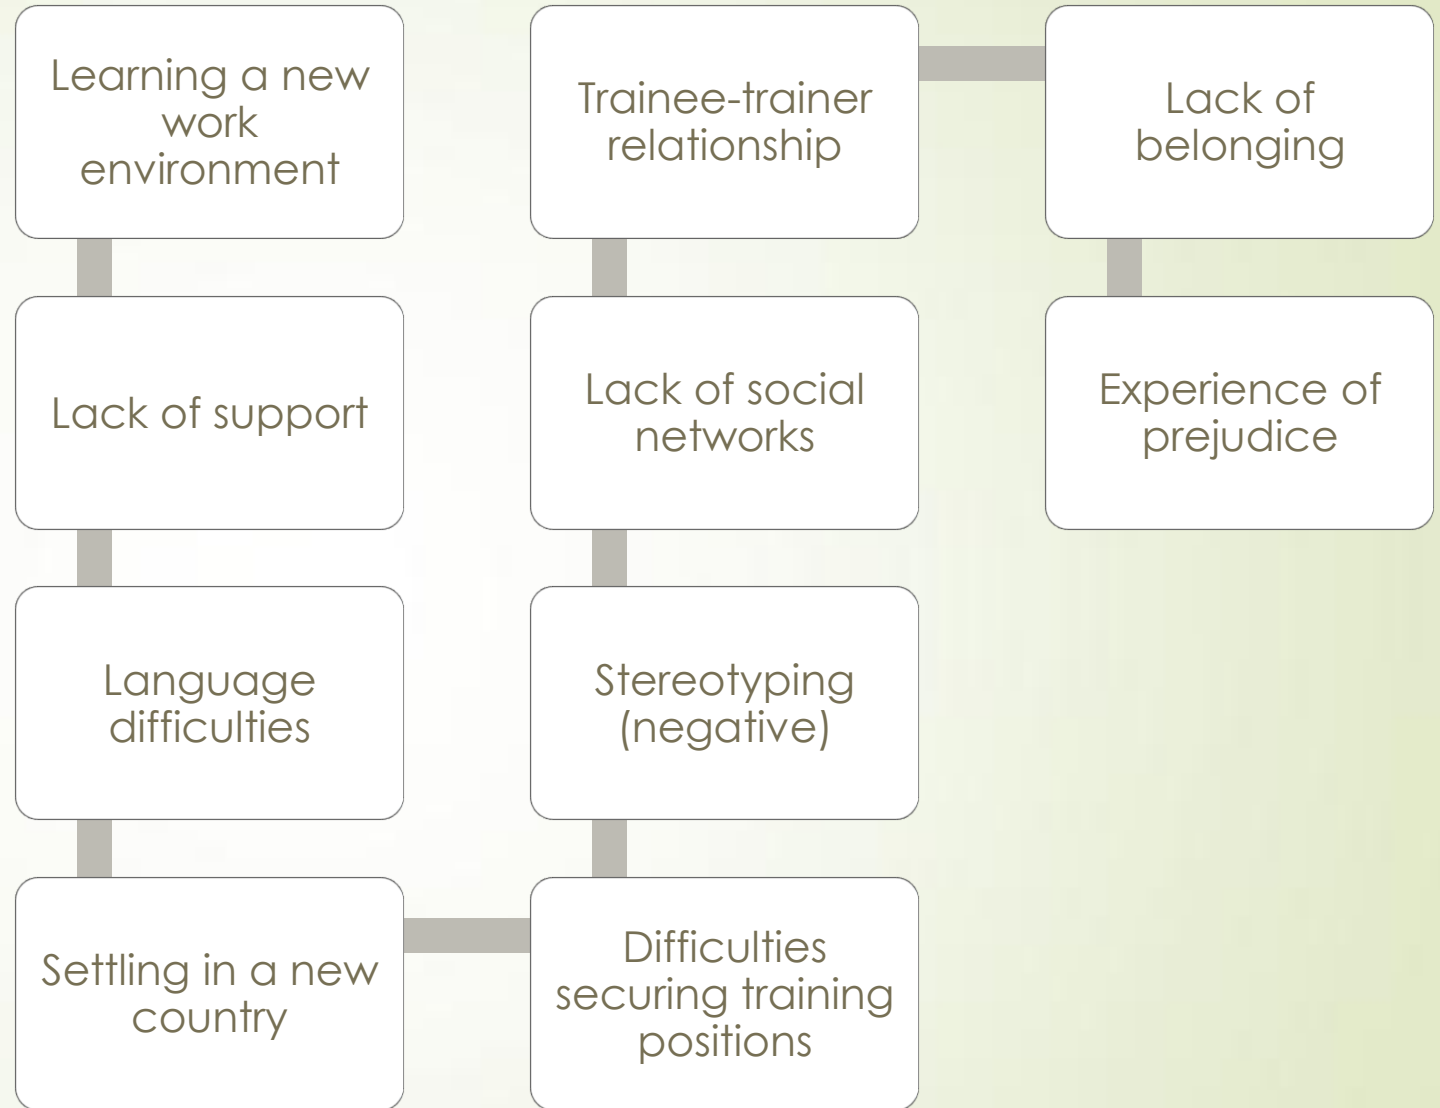 Learning a new
work
environment
Lack of support
Language
difficulties
Settling in a new
country
Difficulties
securing training
positions
Stereotyping
(negative)
Lack of social
networks
Trainee-trainer
relationship
Lack of
belonging
Experience of
prejudice